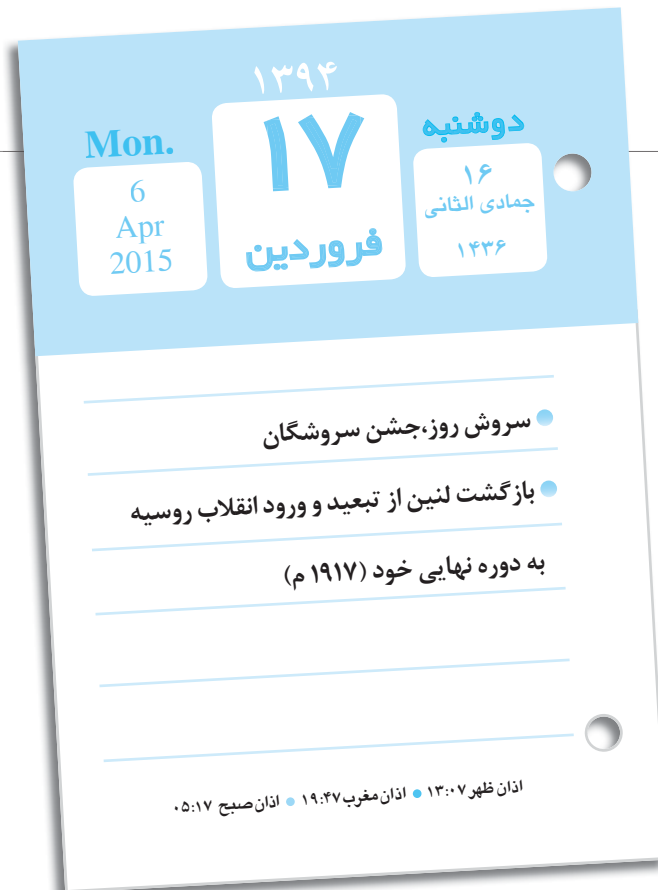 ۱۳۹۴
دوشنبه
۱۶
جمادی الثانی
۱۴۳۶
۱۷
فروردین
Mon.
6
Apr
2015
سروش روز،جشن سروشگان
بازگشت لنین از تبعید و ورود انقلاب روسیه
به دوره نهایی خود (۱۹۱۷ م)
اذان ظهر ۱۳:۰۷ اذان مغرب ۱۹:۴۷ اذان صبح ۰۵:۱۷